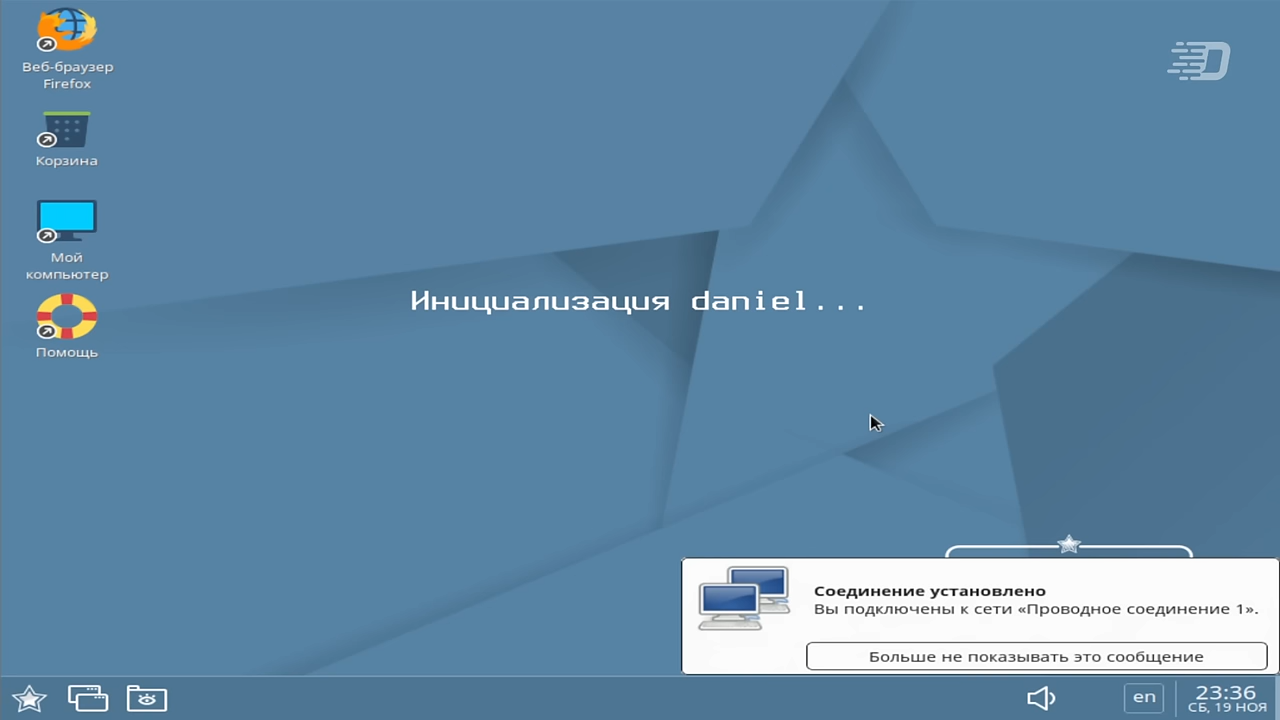 Веб-браузер
Firefox
Корзина
Мой
компьютер
Помощь
Инициализация daniel...
Соединение установлено
Вы подключены к сети «Проводное соединение 1».
Больше не показывать это сообщение
en
23:36
СБ, 19 НОЯ